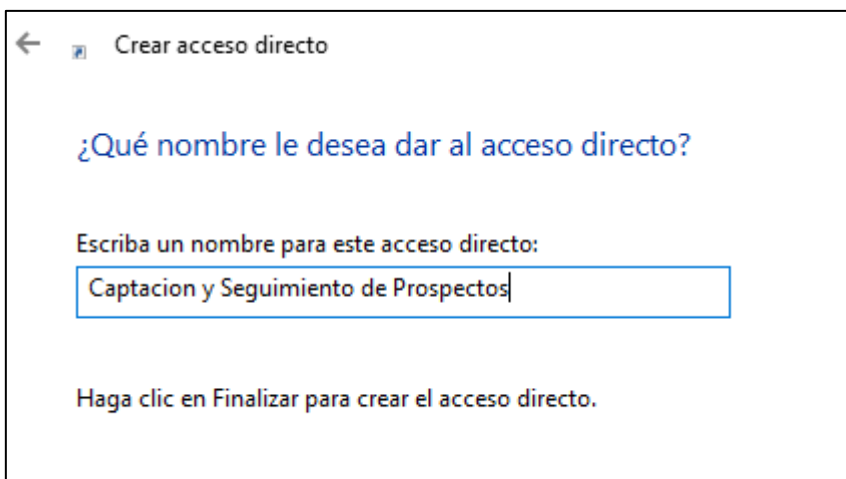 Crear acceso directo
¿Qué nombre le desea dar al acceso directo?
Escriba un nombre para este acceso directo:
Captacion y Seguimiento de Prospectos
Haga clic en Finalizar para crear el acceso directo.